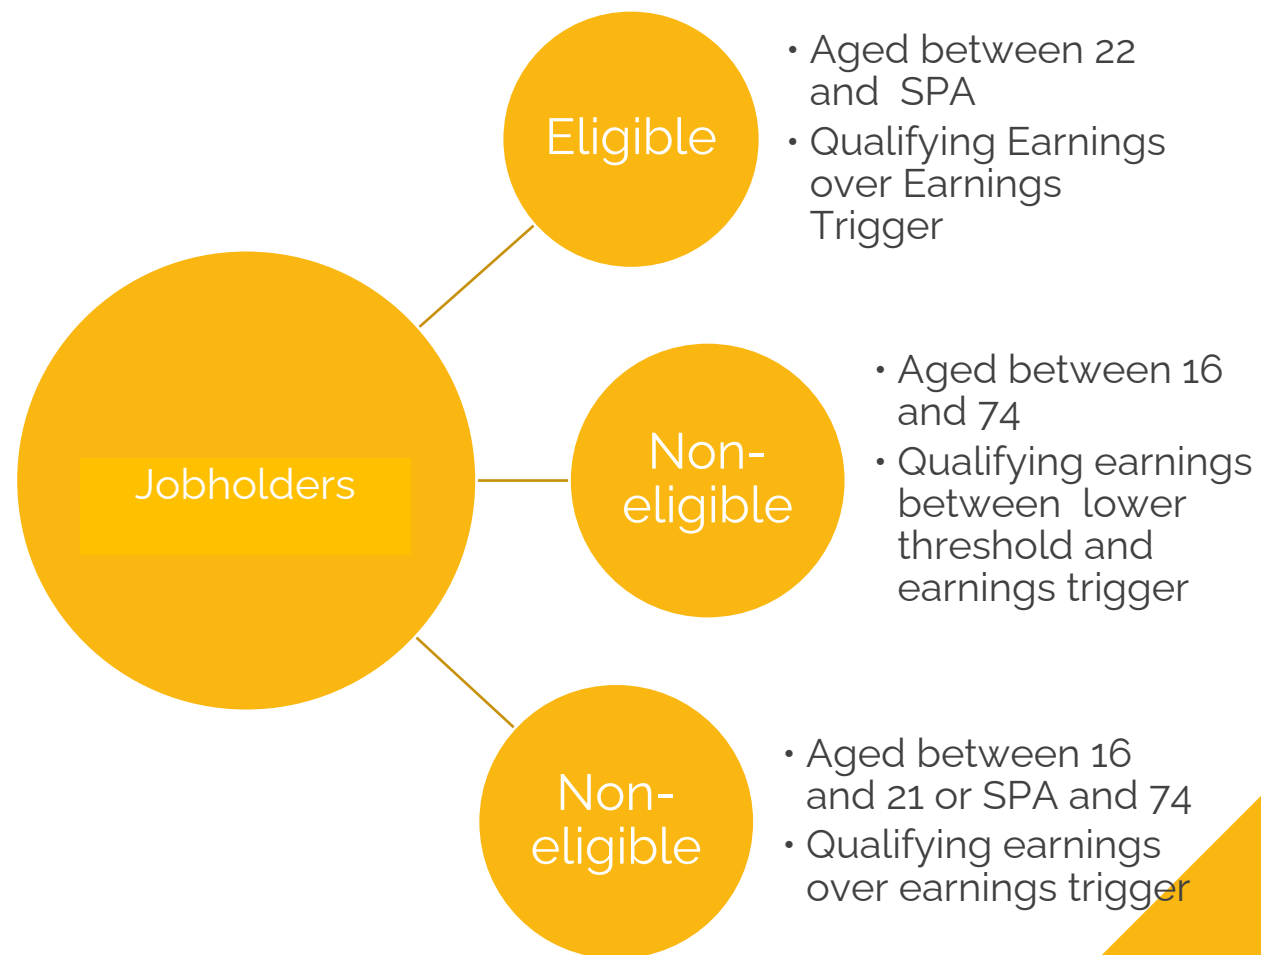 Jobholders
Eligible
• Aged between 22
and  SPA
• Qualifying Earnings
over Earnings
Trigger
Non-
eligible
• Aged between 16
and 74
• Qualifying earnings
between  lower
threshold and
earnings trigger
Non-
eligible
• Aged between 16
and 21 or SPA and 74
• Qualifying earnings
over earnings trigger